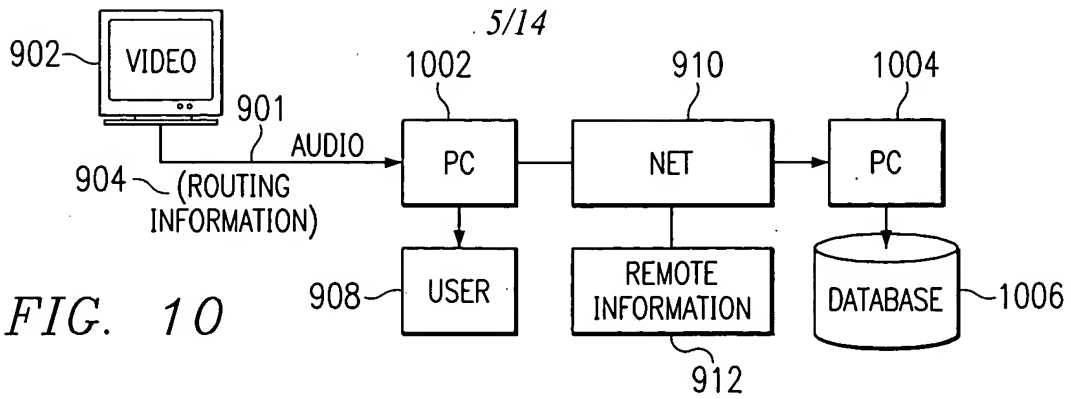 5/14
902
VIDEO
901
AUDIO
904
(ROUTING
INFORMATION)
1002
PC
910
NET
1004
PC
908
USER
REMOTE
INFORMATION
912
DATABASE
1006
FIG. 10